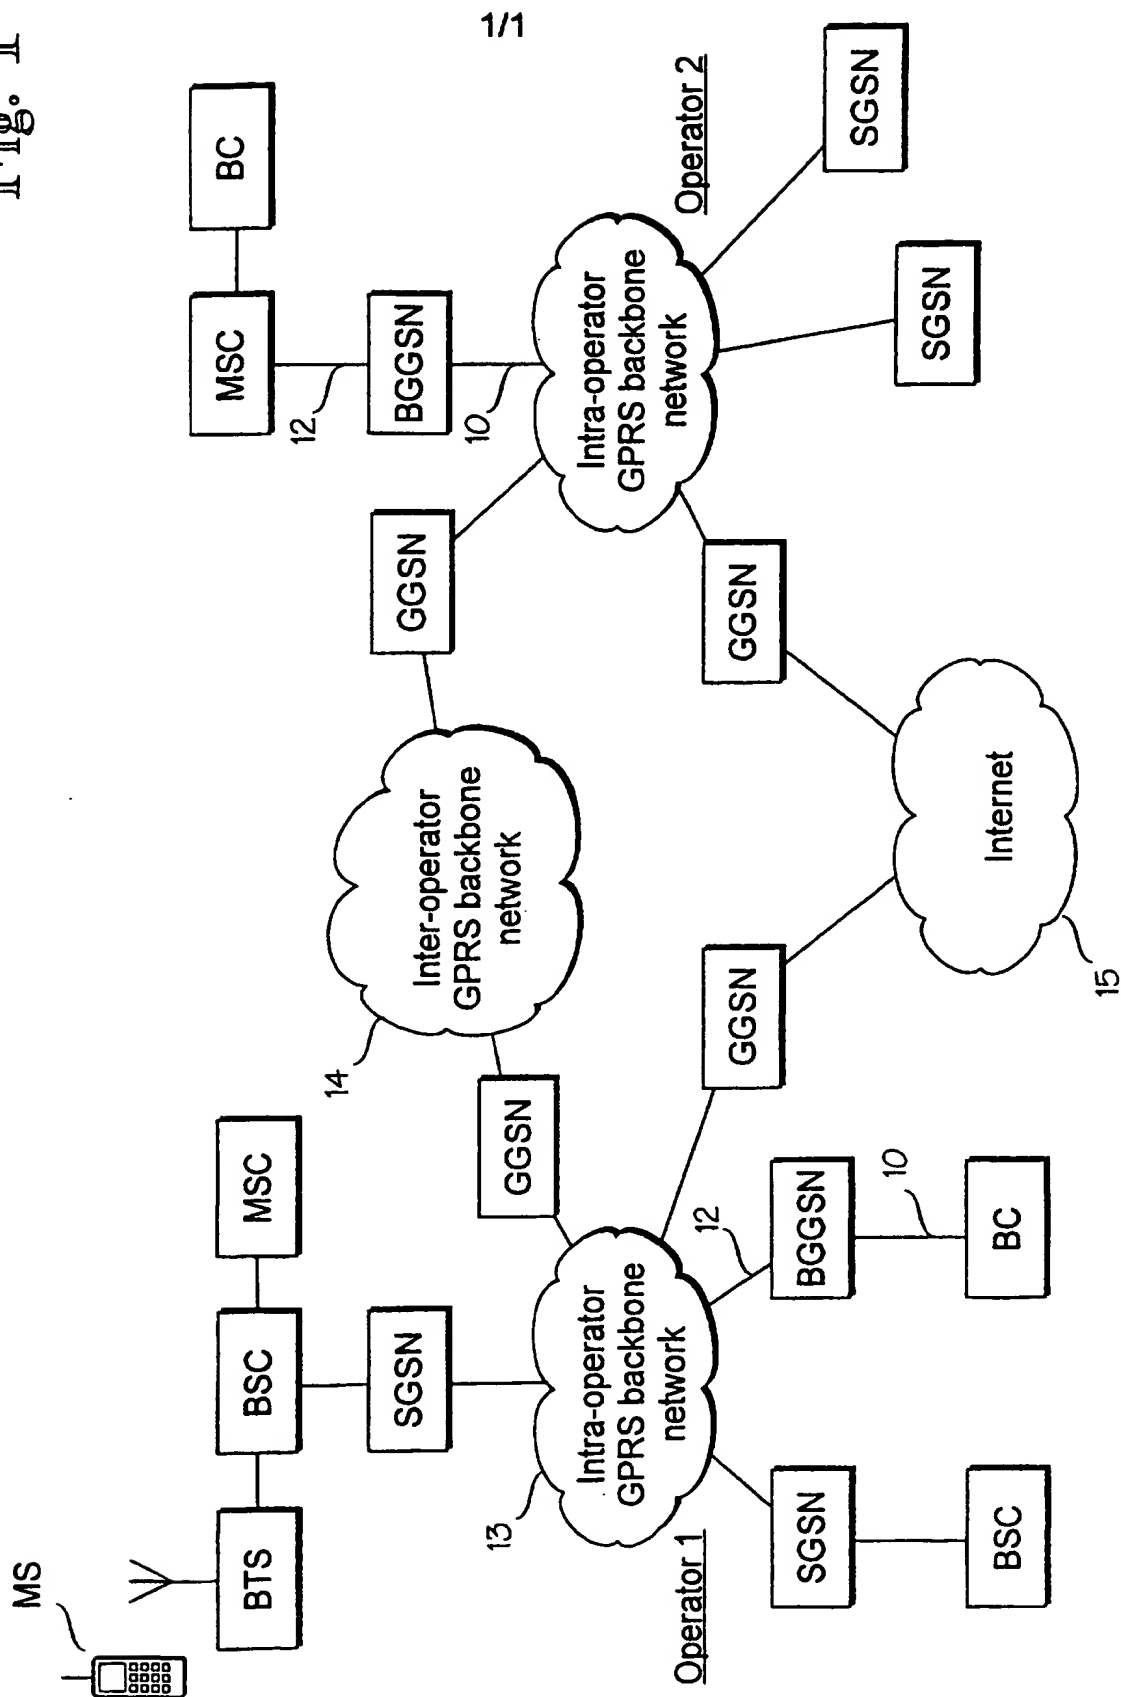 1/1
Fig. 1
MS
BTS
BSC
MSC
SGSN
13
Intra-operator
GPRS backbone
network
Operator 1
SGSN
BSC
12
BGGSN
10
BC
GGSN
14
Inter-operator
GPRS backbone
network
GGSN
GGSN
Internet
15
GGSN
MSC
BC
12
BGGSN
10
Intra-operator
GPRS backbone
network
Operator 2
SGSN
SGSN